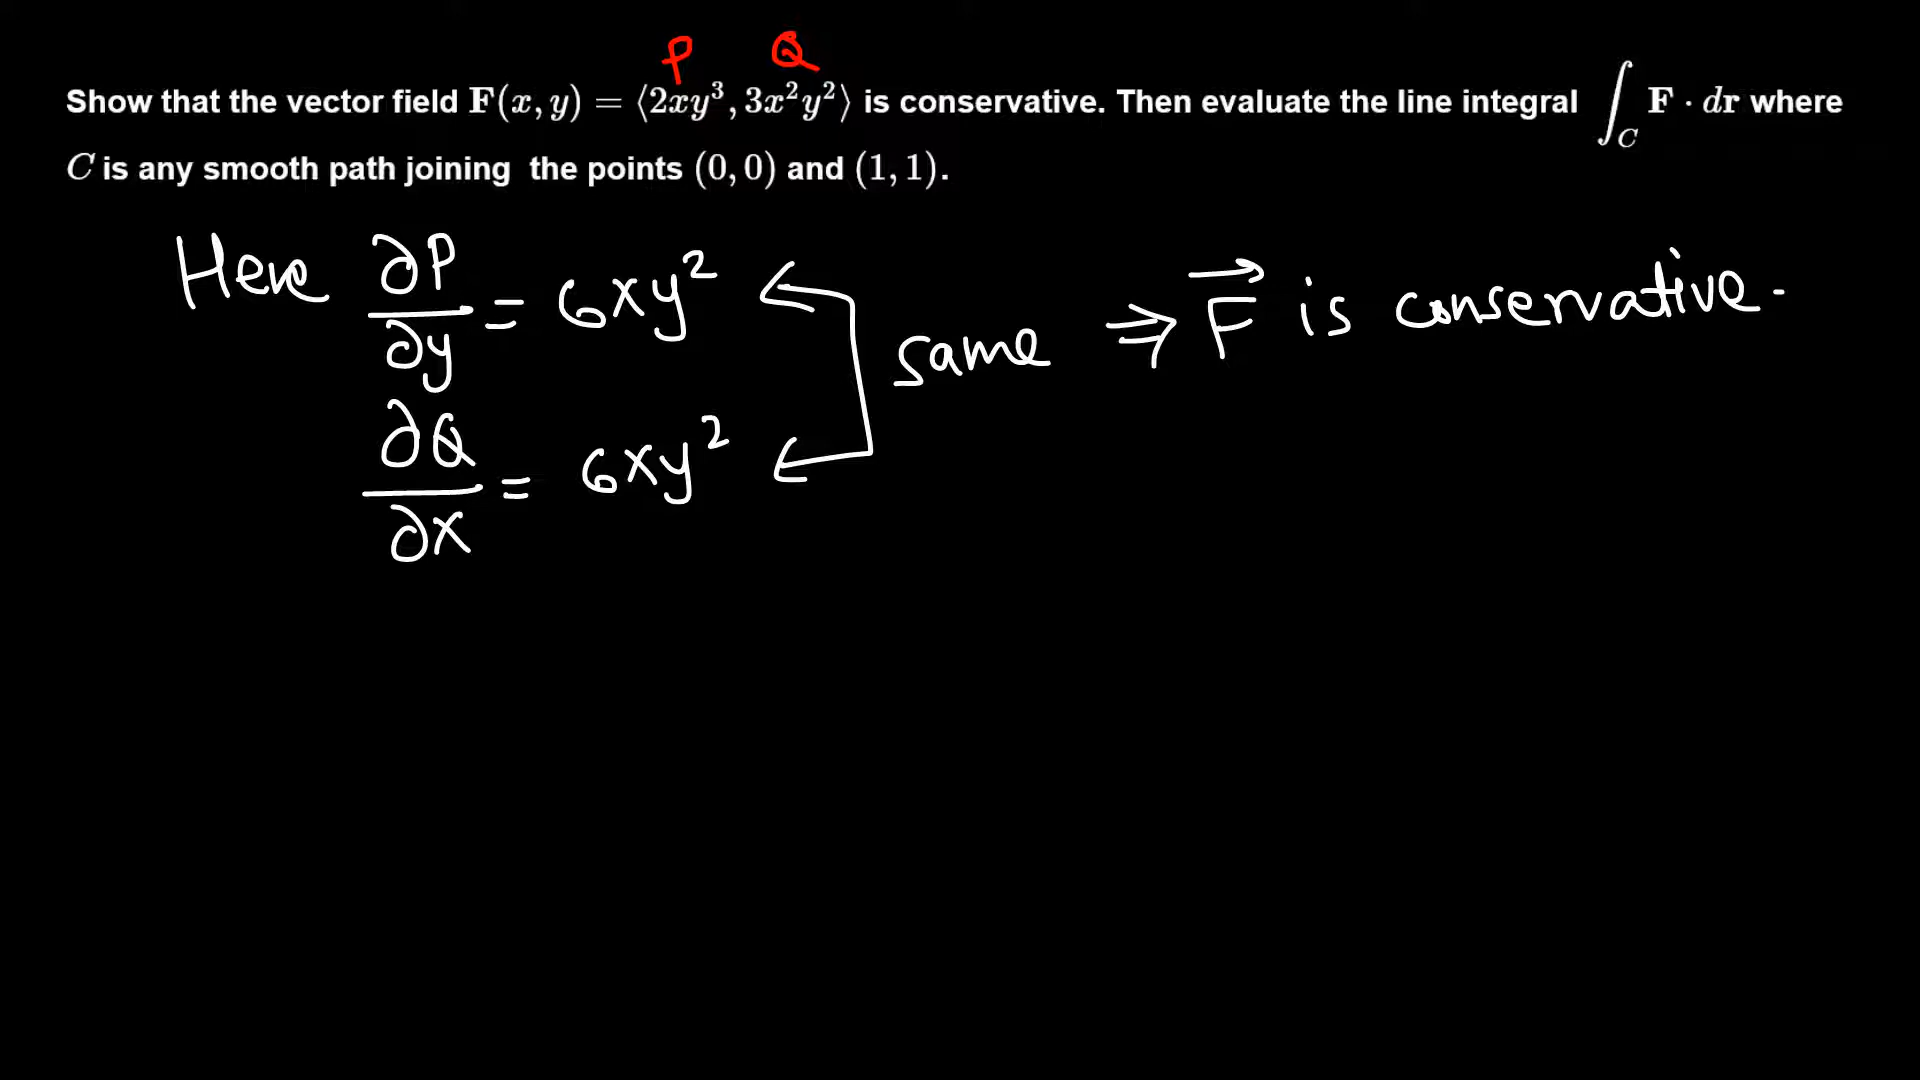 P Q
Show that the vector field F(x, y) = ⟨2xy³, 3x²y²⟩ is conservative. Then evaluate the line integral ∫_C F · dr where
C is any smooth path joining the points (0, 0) and (1, 1).
Here ∂P/∂y = 6xy² same ⇒ F⃗ is conservative.
∂Q/∂x = 6xy²